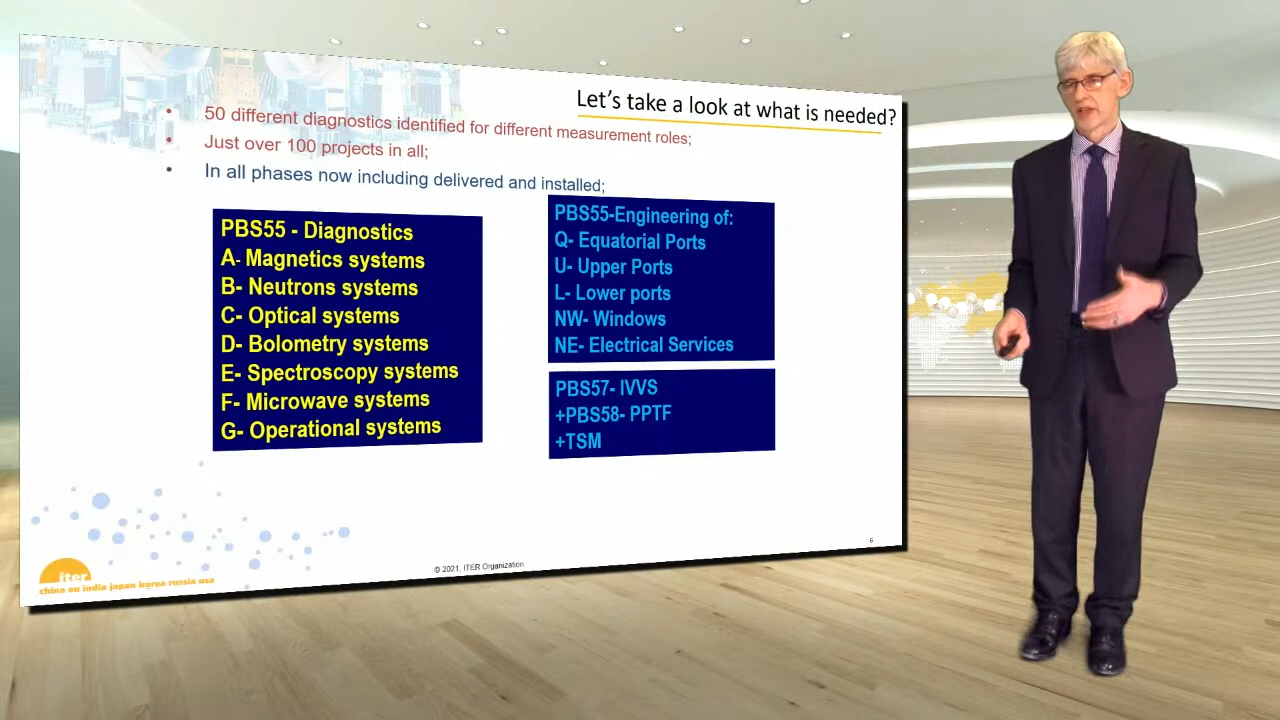 Let's take a look at what is needed?
• 50 different diagnostics identified for different measurement roles;
• Just over 100 projects in all;
• In all phases now including delivered and installed;
PBS55 - Diagnostics
A- Magnetics systems
B- Neutrons systems
C- Optical systems
D- Bolometry systems
E- Spectroscopy systems
F- Microwave systems
G- Operational systems
PBS55-Engineering of:
Q- Equatorial Ports
U- Upper Ports
L- Lower ports
NW- Windows
NE- Electrical Services
PBS57- IVVS
+PBS58- PPTF
+TSM
iter
china eu india japan korea russia usa
© 2021, ITER Organization
6